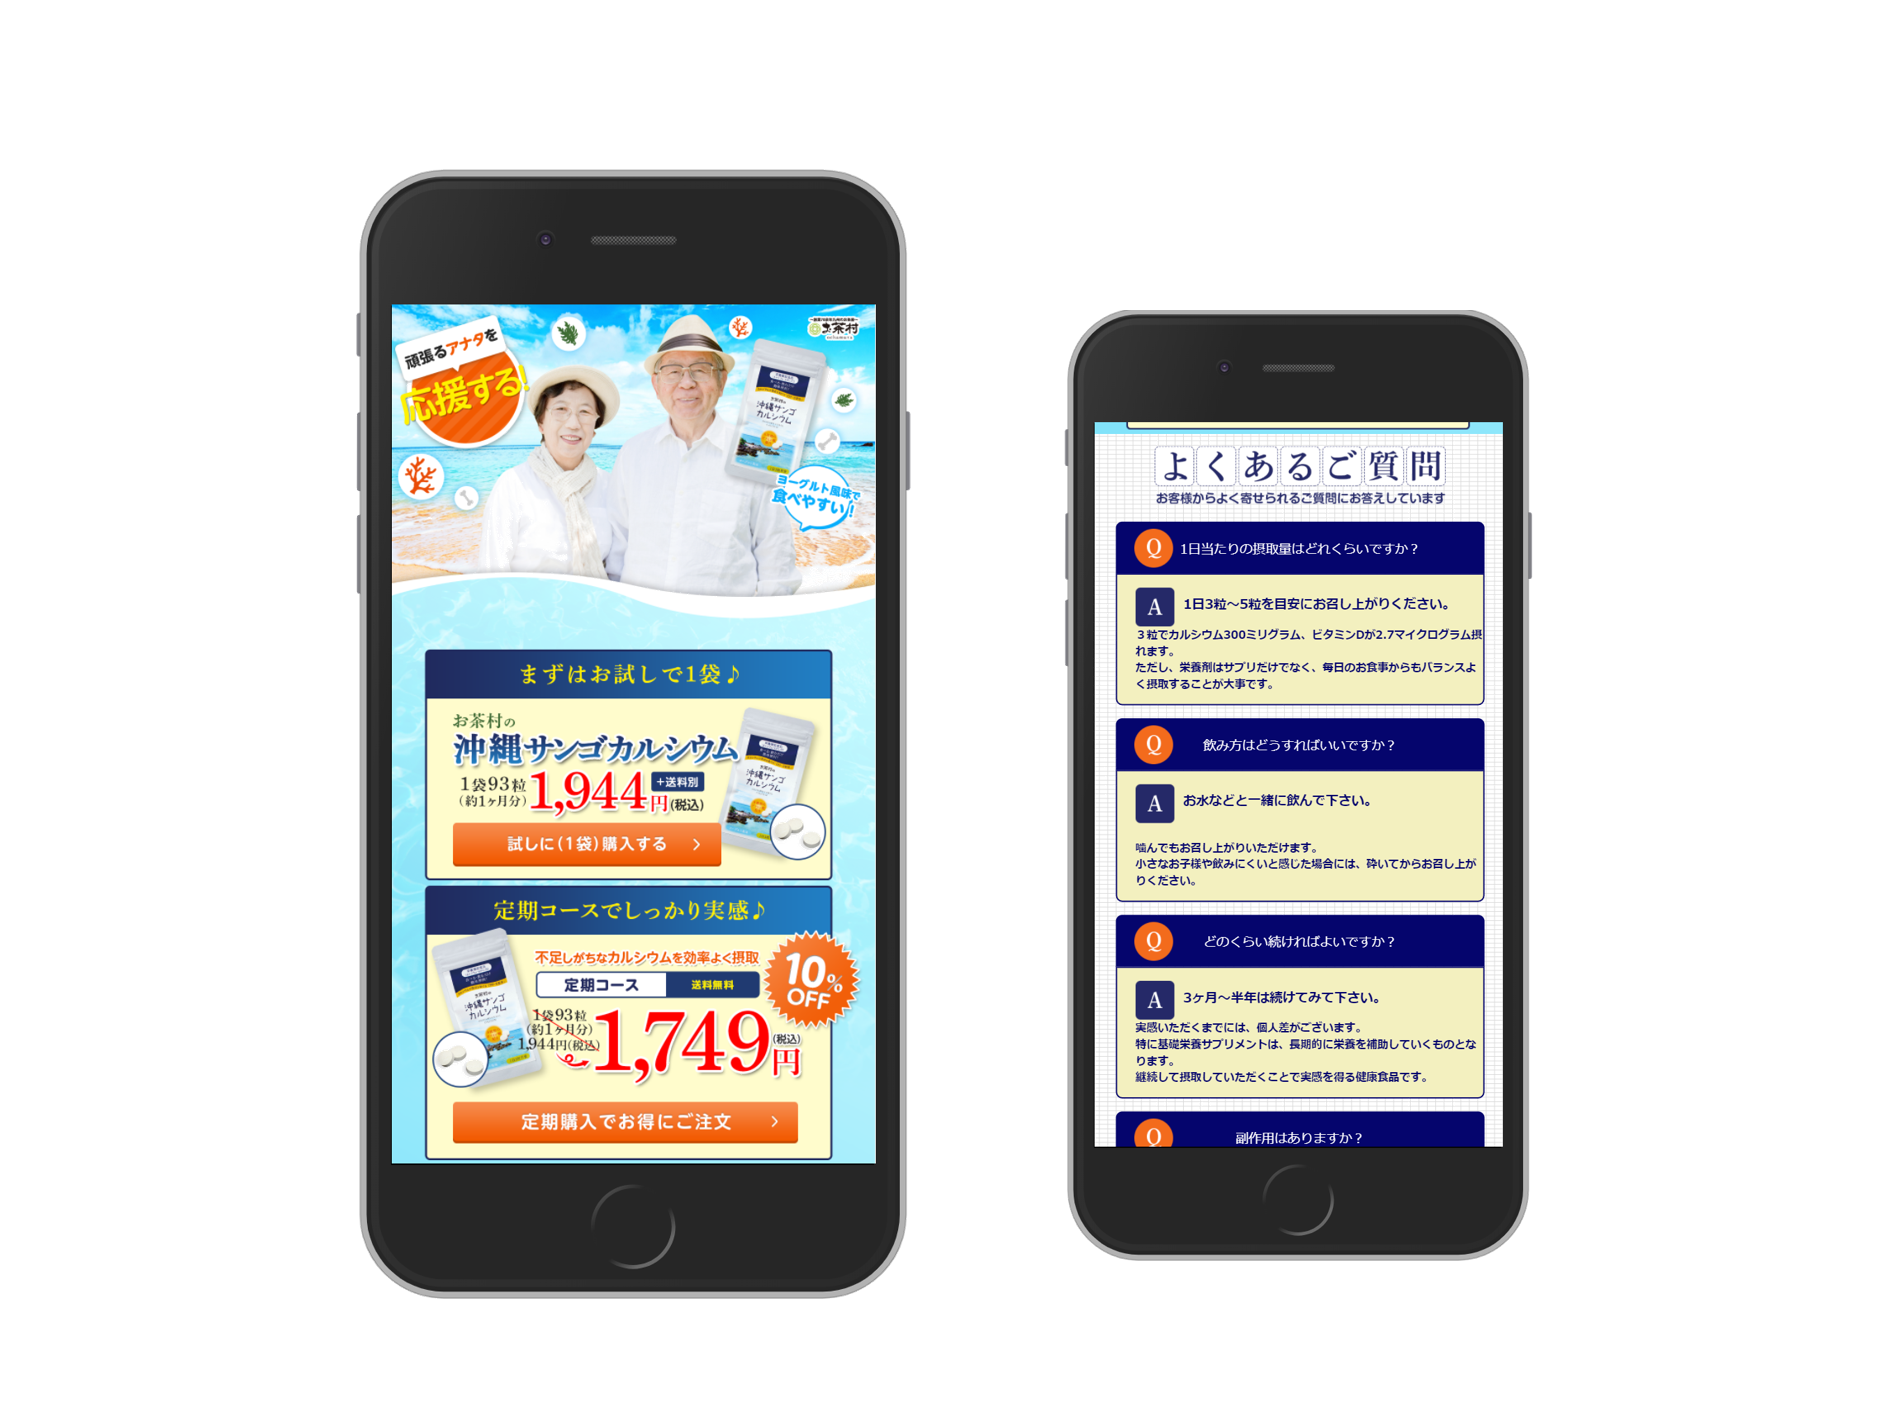 頑張るアナタを
応援する!
お茶村
沖縄サンゴ
カルシウム
ヨーグルト風味で
食べやすい!
まずはお試しで1袋♪
お茶村の
沖縄サンゴカルシウム
1袋93粒
(約1ヶ月分)
1,944円(税込)
+送料別
沖縄サンゴ
カルシウム
試しに(1袋)購入する
定期コースでしっかり実感♪
不足しがちなカルシウムを効率よく摂取
定期コース
送料無料
10%
OFF
沖縄サンゴ
カルシウム
1袋93粒
(約1ヶ月分)
1,944円(税込)
1,749円
(税込)
定期購入でお得にご注文
よくあるご質問
お客様からよく寄せられるご質問にお答えしています
Q 1日当たりの摂取量はどれくらいですか?
A 1日3粒~5粒を目安にお召し上がりください。
3粒でカルシウム300ミリグラム、ビタミンDが2.7マイクログラム摂
れます。
ただし、栄養剤はサプリだけでなく、毎日のお食事からもバランスよ
く摂取することが大事です。
Q 飲み方はどうすればいいですか?
A お水などと一緒に飲んで下さい。
噛んでもお召し上がりいただけます。
小さなお子様や飲みにくいと感じた場合には、砕いてからお召し上が
りください。
Q どのくらい続ければよいですか?
A 3ヶ月~半年は続けてみて下さい。
実感いただくまでには、個人差がございます。
特に基礎栄養サプリメントは、長期的に栄養を補助していくものとな
ります。
継続して摂取していただくことで実感を得る健康食品です。
Q 副作用はありますか?